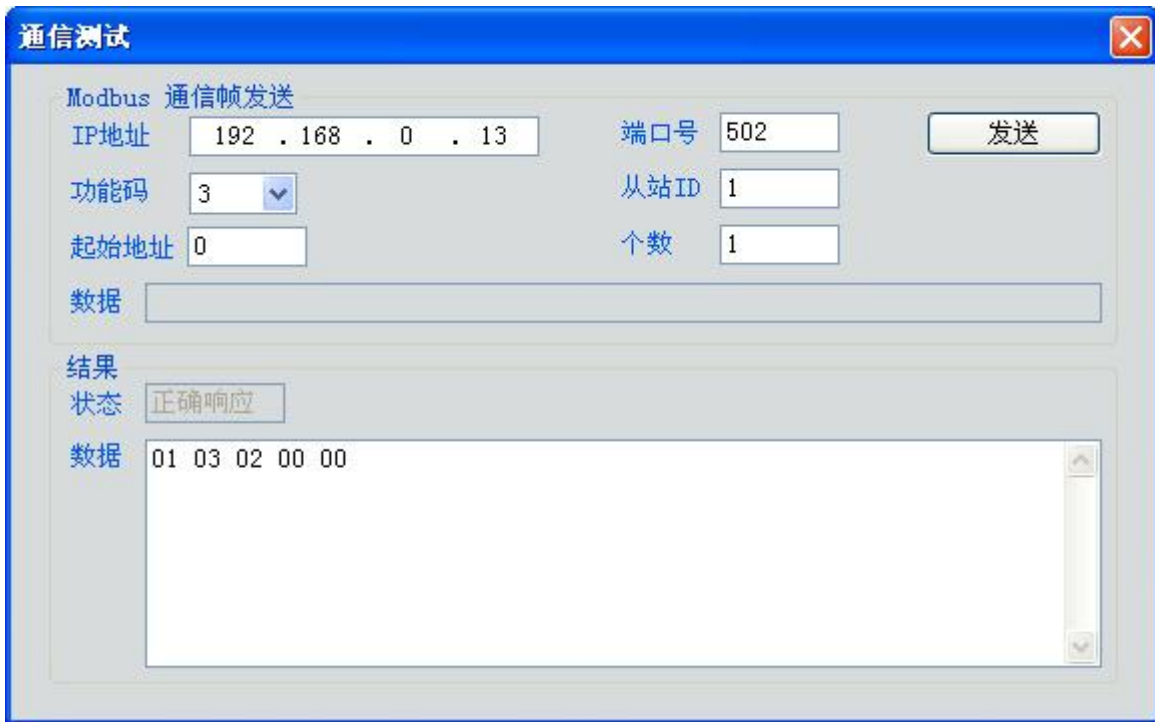 通信测试
Modbus 通信帧发送
IP地址 192 . 168 . 0 . 13 端口号 502 发送
功能码 3 从站ID 1
起始地址 0 个数 1
数据
结果
状态 正确响应
数据 01 03 02 00 00